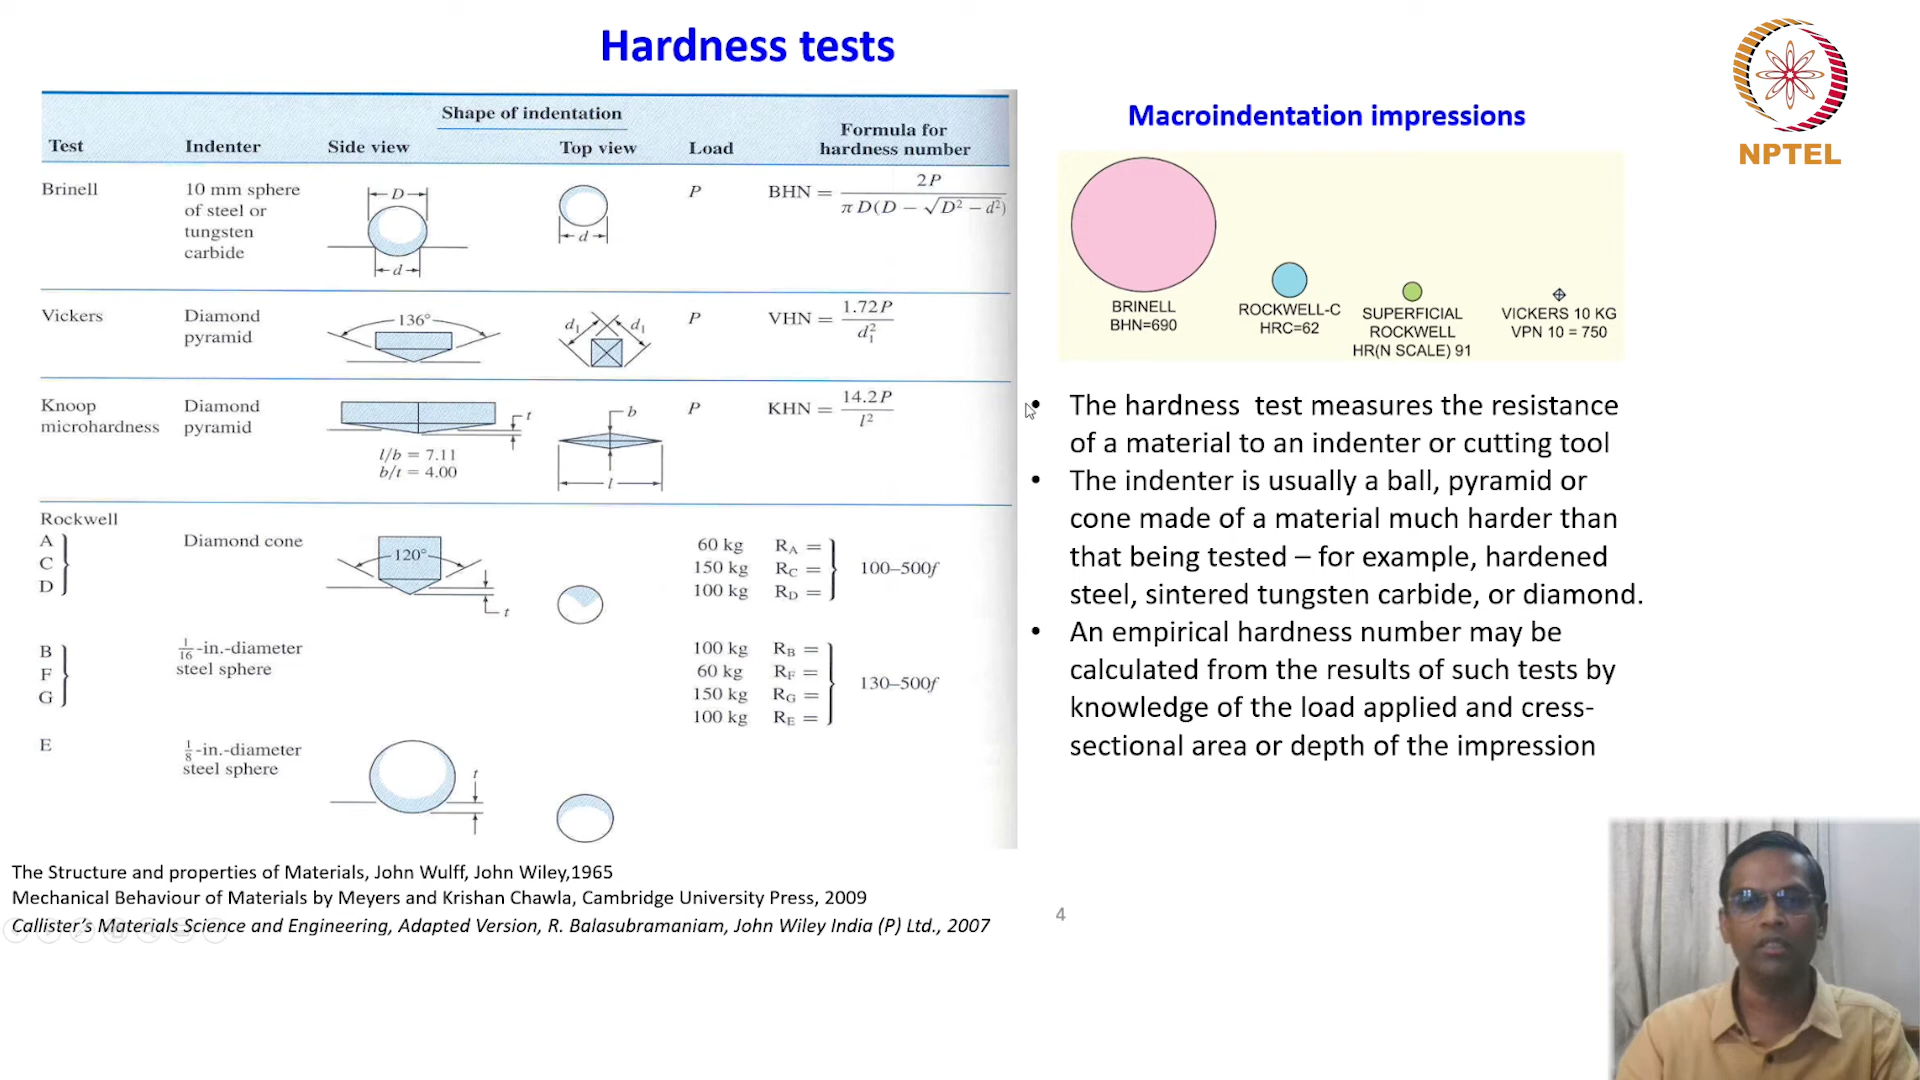 Hardness tests
NPTEL
Shape of indentation
Test Indenter Side view Top view Load Formula for hardness number
Brinell
10 mm sphere
of steel or
tungsten
carbide
D
d
d
P
BHN = 2P / π D(D − √D² − d²)
Vickers
Diamond
pyramid
136°
d₁ d₁
P
VHN = 1.72P / d₁²
Knoop
microhardness
Diamond
pyramid
t
l/b = 7.11
b/t = 4.00
b
l
P
KHN = 14.2P / l²
Rockwell
A
C
D
Diamond cone
120°
t
60 kg R_A =
150 kg R_C =
100 kg R_D =
100–500t
B
F
G
1/16-in.-diameter
steel sphere
100 kg R_B =
60 kg R_F =
150 kg R_G =
100 kg R_E =
130–500t
E
1/8-in.-diameter
steel sphere
t
Macroindentation impressions
BRINELL
BHN=690
ROCKWELL-C
HRC=62
SUPERFICIAL
ROCKWELL
HR(N SCALE) 91
VICKERS 10 KG
VPN 10 = 750
• The hardness test measures the resistance
of a material to an indenter or cutting tool
• The indenter is usually a ball, pyramid or
cone made of a material much harder than
that being tested – for example, hardened
steel, sintered tungsten carbide, or diamond.
• An empirical hardness number may be
calculated from the results of such tests by
knowledge of the load applied and cress-
sectional area or depth of the impression
The Structure and properties of Materials, John Wulff, John Wiley,1965
Mechanical Behaviour of Materials by Meyers and Krishan Chawla, Cambridge University Press, 2009
Callister's Materials Science and Engineering, Adapted Version, R. Balasubramaniam, John Wiley India (P) Ltd., 2007
4